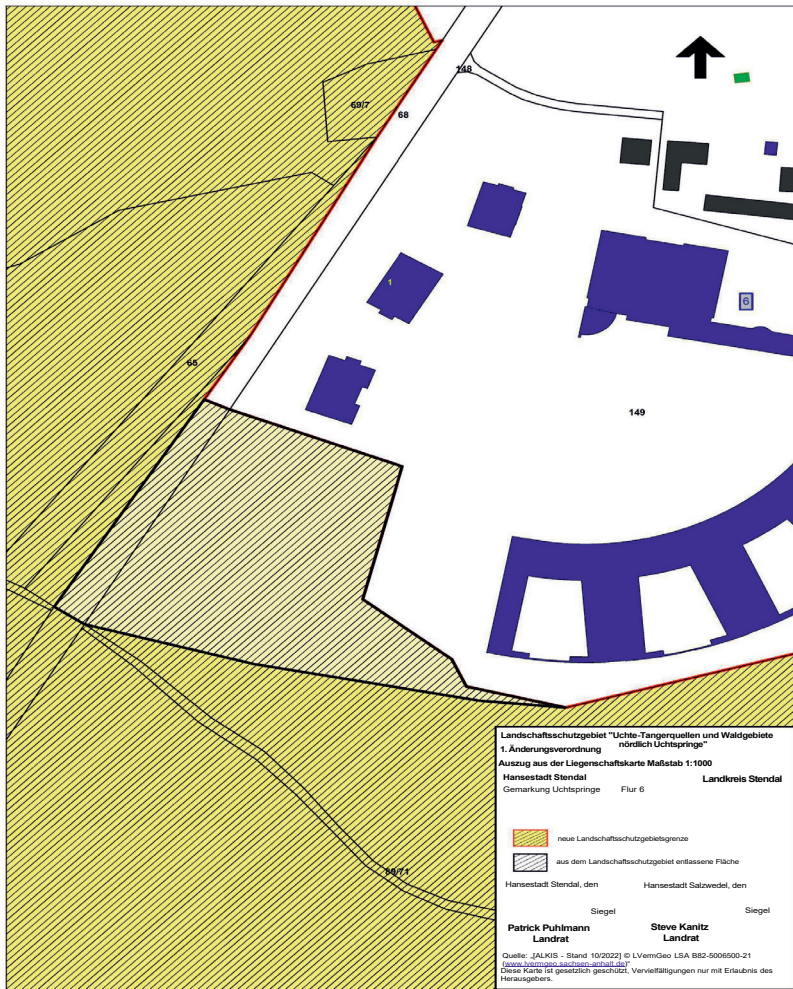 148
69/7
68
1
6
65
149
69/71
Landschaftsschutzgebiet "Uchte-Tangerquellen und Waldgebiete
1. Änderungsverordnung nördlich Uchtspringe"
Auszug aus der Liegenschaftskarte Maßstab 1:1000
Hansestadt Stendal Landkreis Stendal
Gemarkung Uchtspringe Flur 6
neue Landschaftsschutzgebietsgrenze
aus dem Landschaftsschutzgebiet entlassene Fläche
Hansestadt Stendal, den Hansestadt Salzwedel, den
Siegel Siegel
Patrick Puhlmann Steve Kanitz
Landrat Landrat
Quelle: „[ALKIS - Stand 10/2022] © LVermGeo LSA B82-5006500-21
(www.lvermgeo.sachsen-anhalt.de)"
Diese Karte ist gesetzlich geschützt, Vervielfältigungen nur mit Erlaubnis des
Herausgebers.